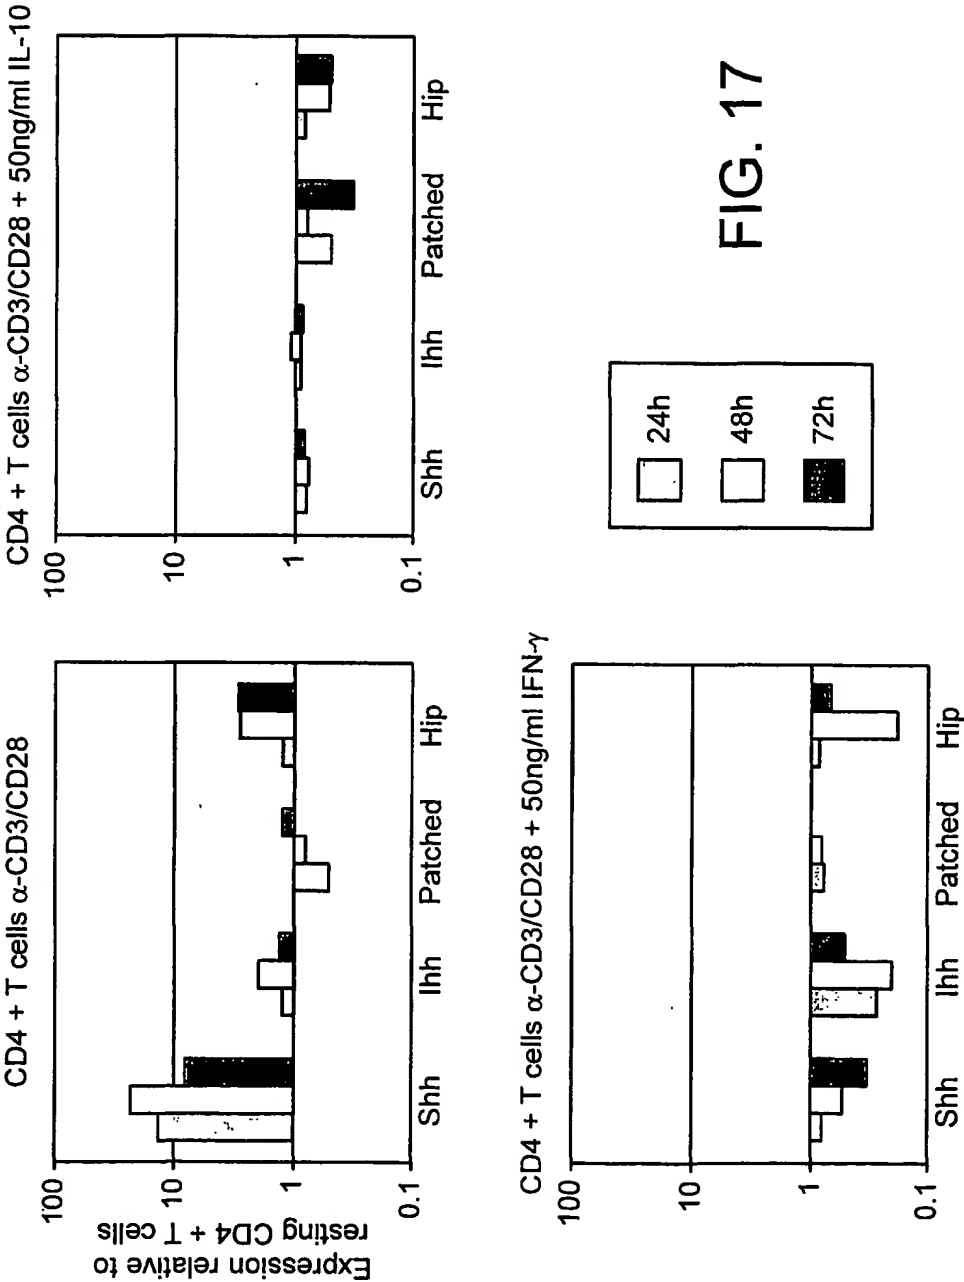 CD4 + T cells α-CD3/CD28
Expression relative to
resting CD4 + T cells
100
10
1
0.1
Shh
Ihh
Patched
Hip
CD4 + T cells α-CD3/CD28 + 50ng/ml IL-10
100
10
1
0.1
Shh
Ihh
Patched
Hip
CD4 + T cells α-CD3/CD28 + 50ng/ml IFN-γ
100
10
1
0.1
Shh
Ihh
Patched
Hip
24h
48h
72h
FIG. 17